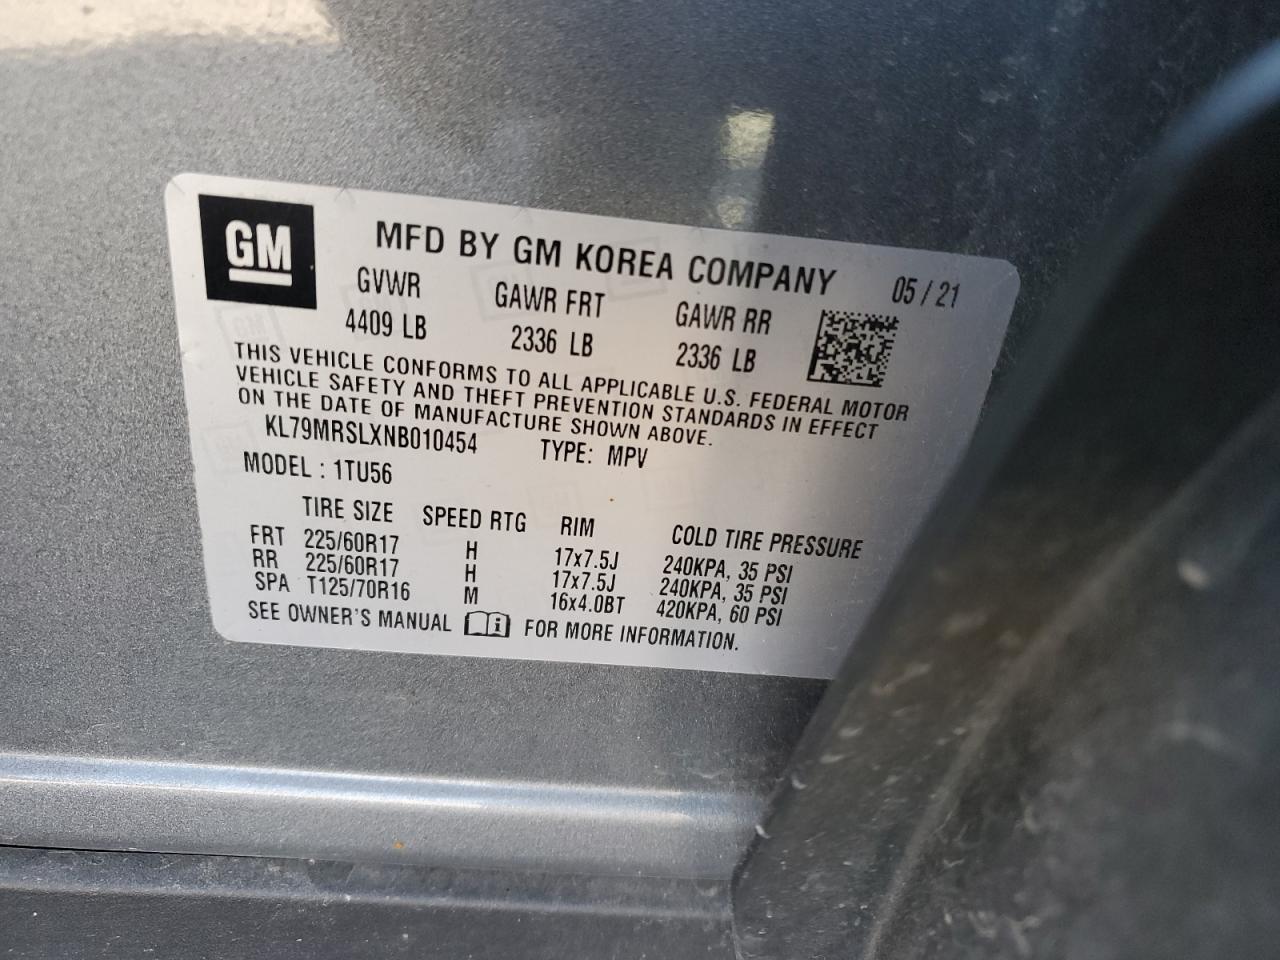 GM
MFD BY GM KOREA COMPANY 05/21
GVWR GAWR FRT GAWR RR
4409 LB 2336 LB 2336 LB
THIS VEHICLE CONFORMS TO ALL APPLICABLE U.S. FEDERAL MOTOR
VEHICLE SAFETY AND THEFT PREVENTION STANDARDS IN EFFECT
ON THE DATE OF MANUFACTURE SHOWN ABOVE.
KL79MRSLXNB010454 TYPE: MPV
MODEL : 1TU56
TIRE SIZE SPEED RTG RIM COLD TIRE PRESSURE
FRT 225/60R17 H 17x7.5J 240KPA, 35 PSI
RR 225/60R17 H 17x7.5J 240KPA, 35 PSI
SPA T125/70R16 M 16x4.0BT 420KPA, 60 PSI
SEE OWNER'S MANUAL i FOR MORE INFORMATION.